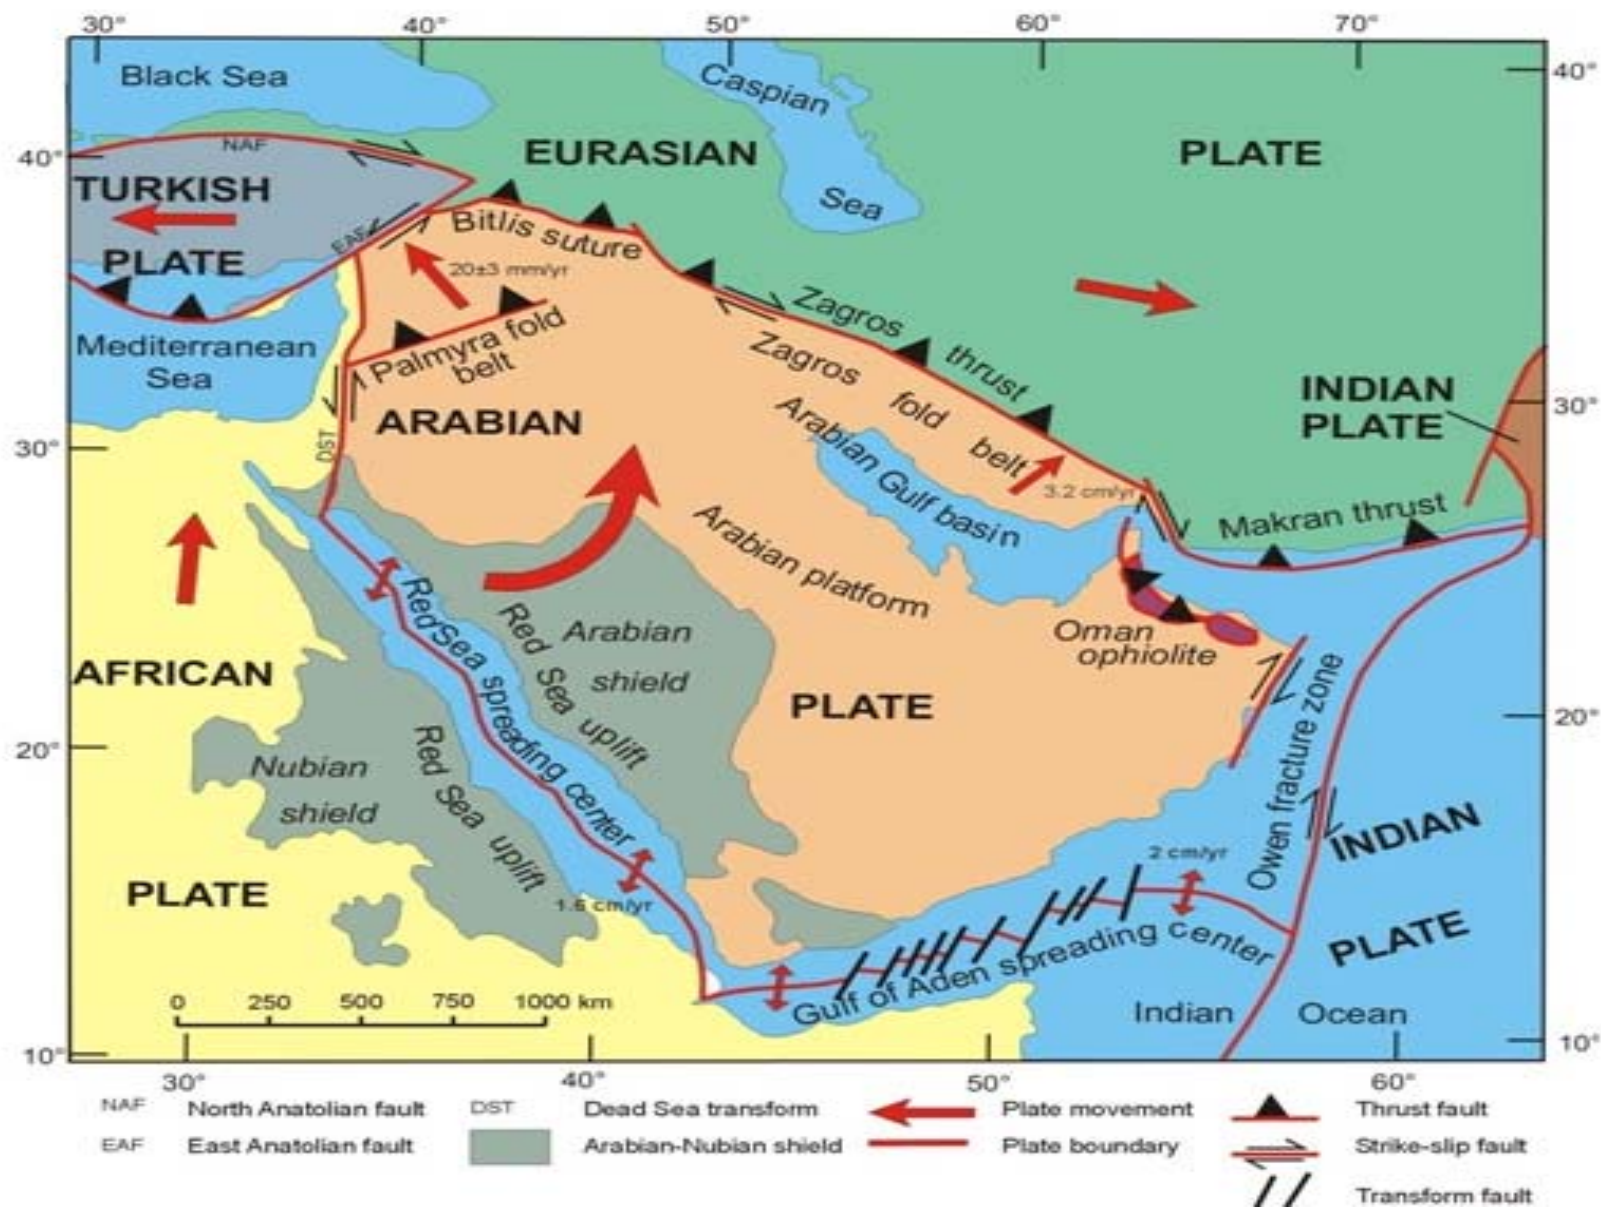 30° 40° 50° 60° 70°
Black Sea
Caspian
Sea
40°
40°
NAF
EURASIAN
PLATE
TURKISH
PLATE
EAF
Bitlis suture
20±3 mm/yr
Zagros thrust
Zagros fold belt
Palmyra fold
belt
Mediterranean
Sea
INDIAN
PLATE
30°
30°
ARABIAN
DST
Arabian Gulf basin
3.2 cm/yr
Makran thrust
Arabian platform
Red Sea spreading center
Red Sea uplift
Arabian
shield
Oman
ophiolite
AFRICAN
PLATE
20°
20°
Nubian
shield
Red Sea uplift
Owen fracture zone
INDIAN
PLATE
2 cm/yr
PLATE
1.6 cm/yr
Gulf of Aden spreading center
0 250 500 750 1000 km
Indian Ocean
10°
10°
30° 40° 50° 60°
NAF North Anatolian fault
DST Dead Sea transform
Plate movement
Thrust fault
EAF East Anatolian fault
Arabian-Nubian shield
Plate boundary
Strike-slip fault
Transform fault